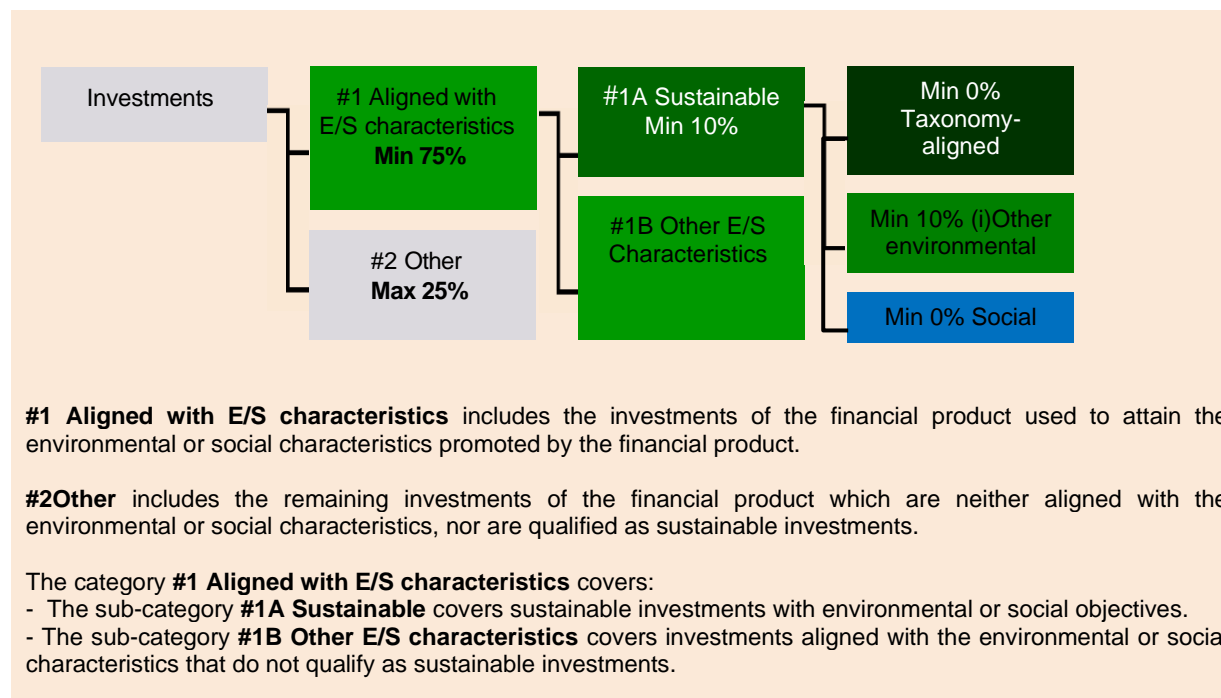 Investments
#1 Aligned with
E/S characteristics
Min 75%
#2 Other
Max 25%
#1A Sustainable
Min 10%
#1B Other E/S
Characteristics
Min 0%
Taxonomy-
aligned
Min 10% (i)Other
environmental
Min 0% Social
#1 Aligned with E/S characteristics includes the investments of the financial product used to attain the
environmental or social characteristics promoted by the financial product.
#2Other includes the remaining investments of the financial product which are neither aligned with the
environmental or social characteristics, nor are qualified as sustainable investments.
The category #1 Aligned with E/S characteristics covers:
- The sub-category #1A Sustainable covers sustainable investments with environmental or social objectives.
- The sub-category #1B Other E/S characteristics covers investments aligned with the environmental or social
characteristics that do not qualify as sustainable investments.